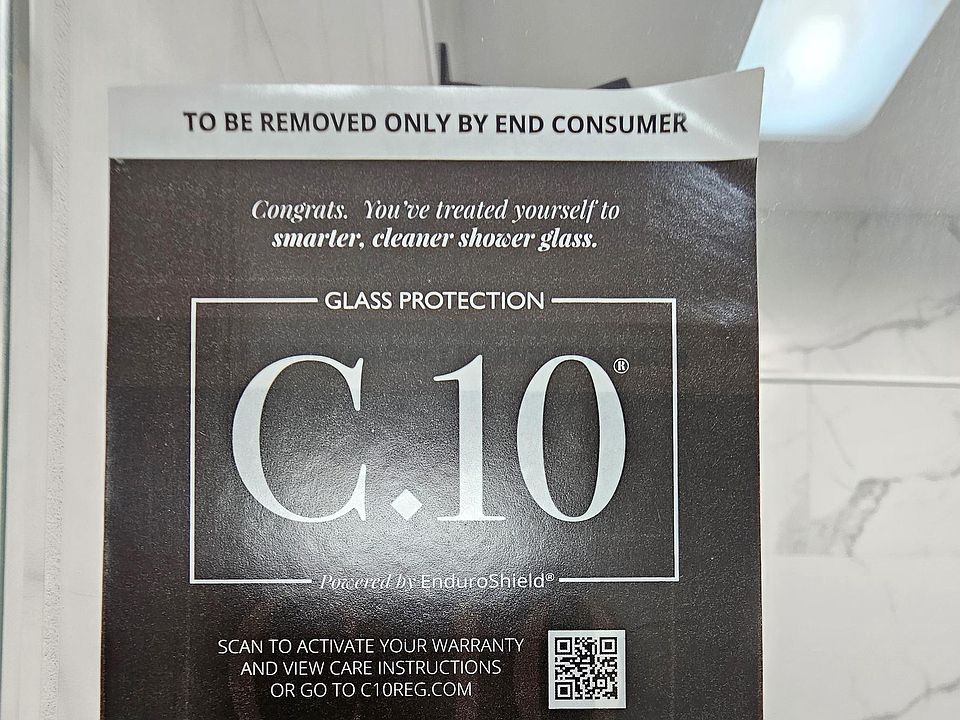 TO BE REMOVED ONLY BY END CONSUMER
Congrats. You've treated yourself to
smarter, cleaner shower glass.
GLASS PROTECTION
C.10®
Powered by EnduroShield®
SCAN TO ACTIVATE YOUR WARRANTY
AND VIEW CARE INSTRUCTIONS
OR GO TO C10REG.COM